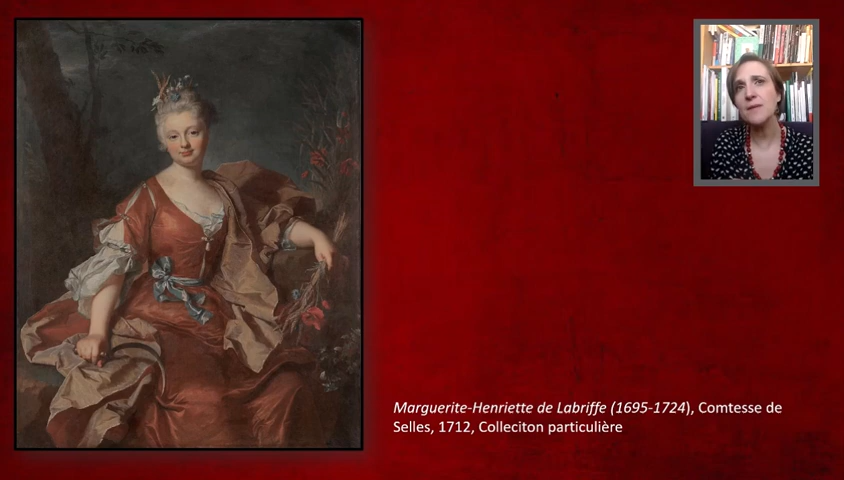 Marguerite-Henriette de Labriffe (1695-1724), Comtesse de
Selles, 1712, Colleciton particulière